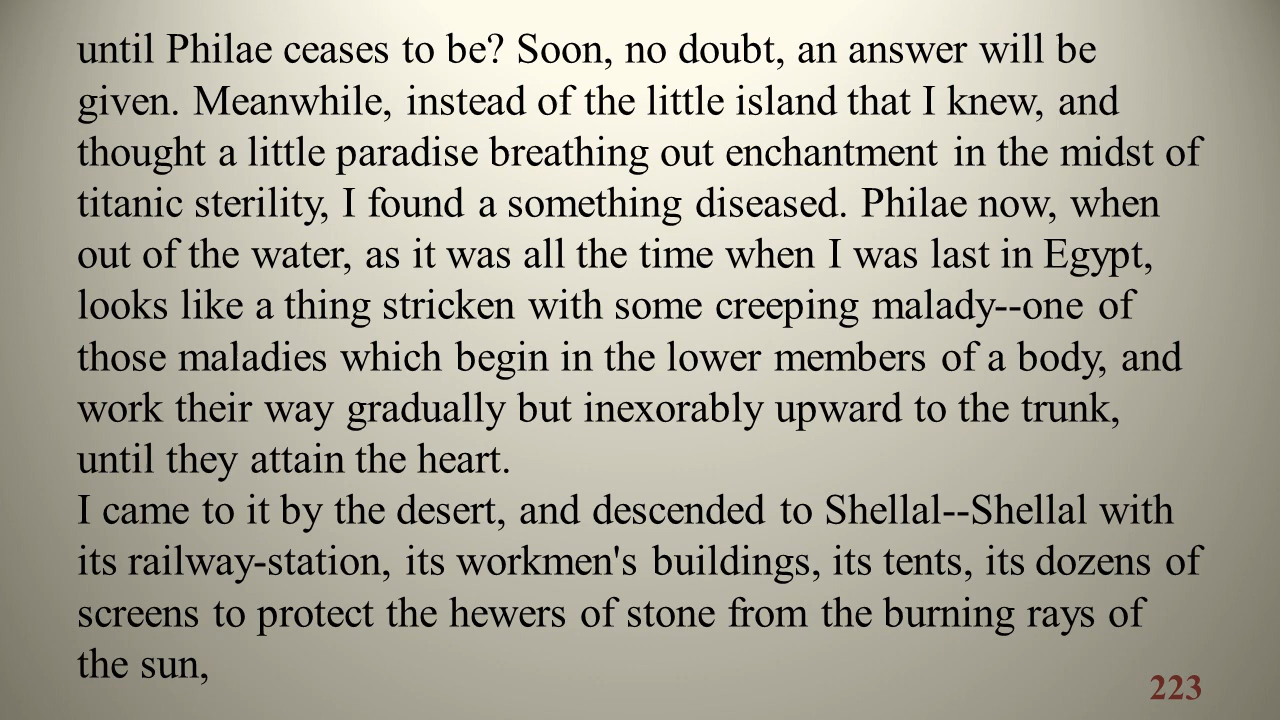 until Philae ceases to be? Soon, no doubt, an answer will be
given. Meanwhile, instead of the little island that I knew, and
thought a little paradise breathing out enchantment in the midst of
titanic sterility, I found a something diseased. Philae now, when
out of the water, as it was all the time when I was last in Egypt,
looks like a thing stricken with some creeping malady--one of
those maladies which begin in the lower members of a body, and
work their way gradually but inexorably upward to the trunk,
until they attain the heart.
I came to it by the desert, and descended to Shellal--Shellal with
its railway-station, its workmen's buildings, its tents, its dozens of
screens to protect the hewers of stone from the burning rays of
the sun,
223